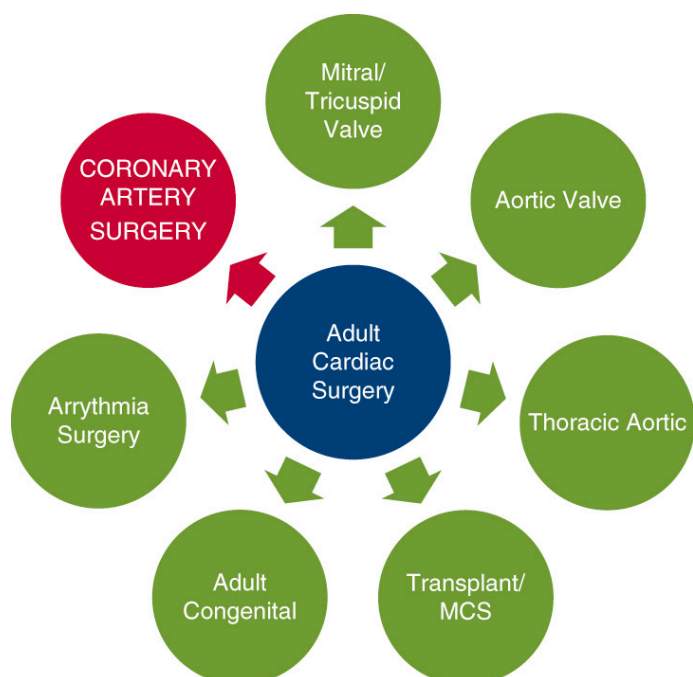 Mitral/
Tricuspid
Valve
CORONARY
ARTERY
SURGERY
Aortic Valve
Adult
Cardiac
Surgery
Arrythmia
Surgery
Thoracic Aortic
Adult
Congenital
Transplant/
MCS